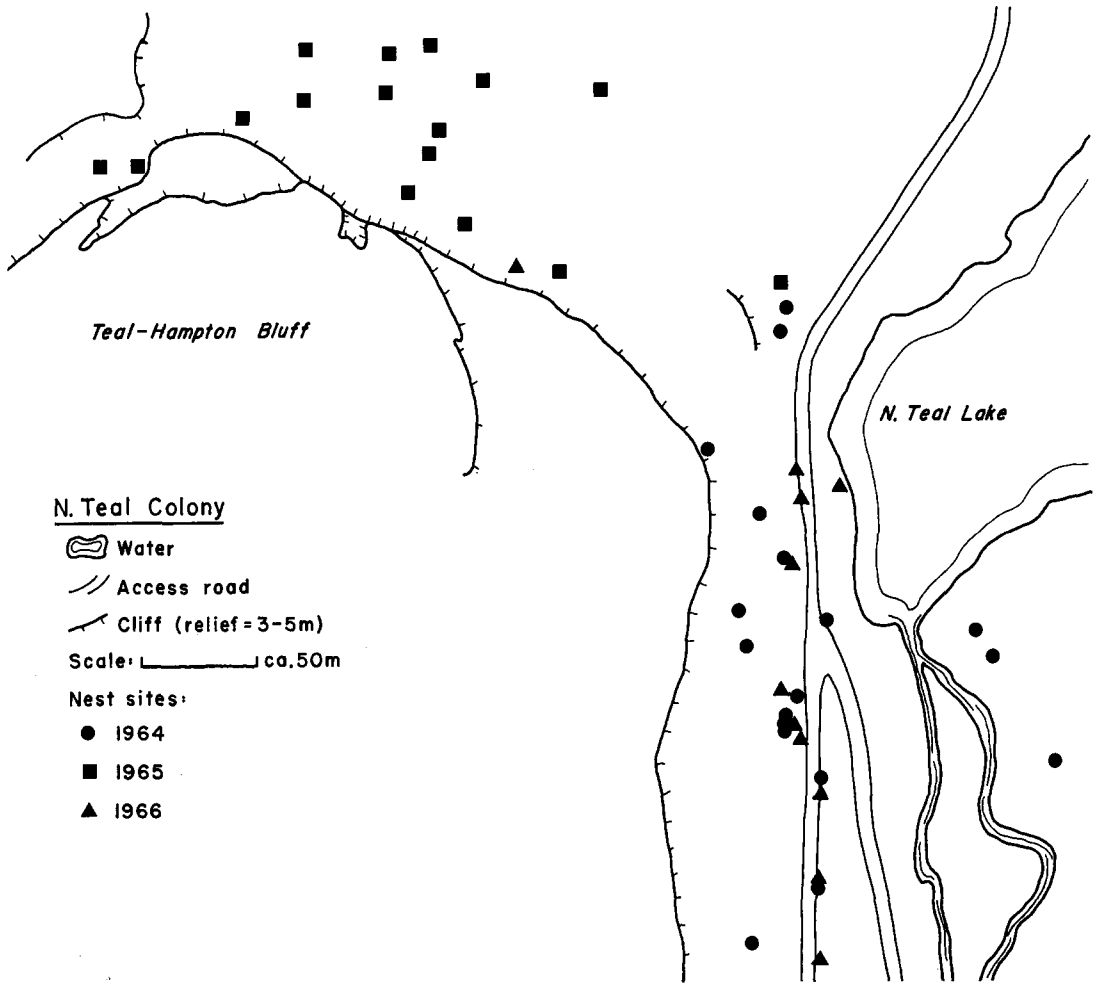 Teal-Hampton Bluff
N. Teal Lake
N. Teal Colony
Water
Access road
Cliff (relief = 3-5m)
Scale: ca. 50m
Nest sites:
1964
1965
1966